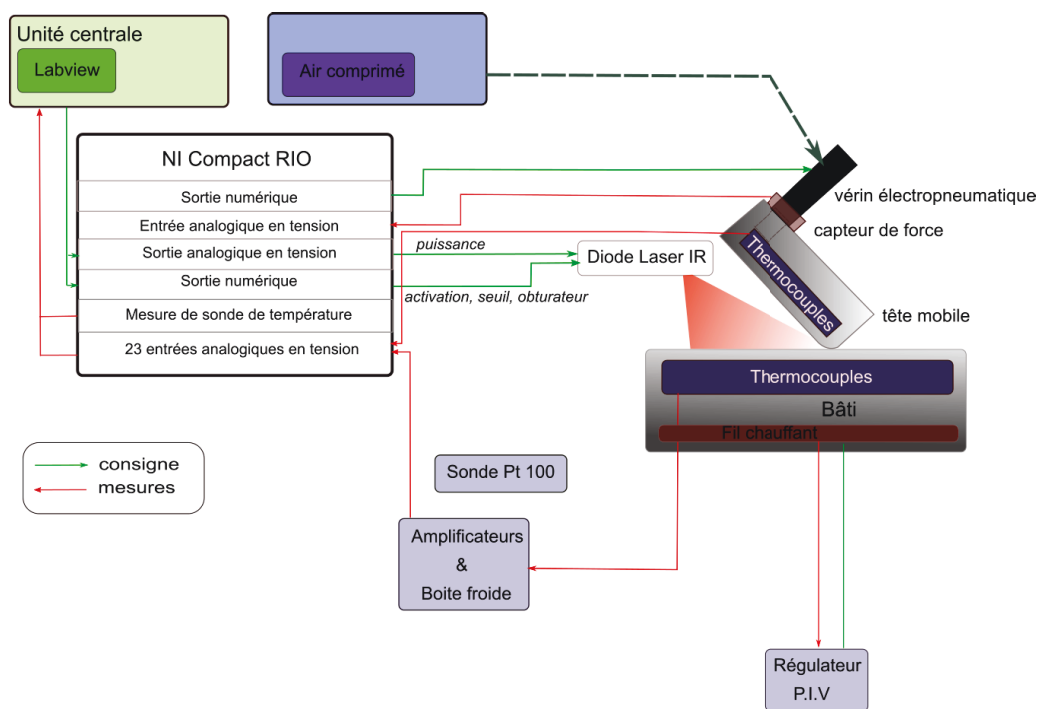 Unité centrale
Labview
Air comprimé
NI Compact RIO
Sortie numérique
Entrée analogique en tension
Sortie analogique en tension
Sortie numérique
Mesure de sonde de température
23 entrées analogiques en tension
puissance
activation, seuil, obturateur
Diode Laser IR
vérin électropneumatique
capteur de force
Thermocouples
tête mobile
Thermocouples
Bâti
Fil chauffant
consigne
mesures
Sonde Pt 100
Amplificateurs
&
Boite froide
Régulateur
P.I.V